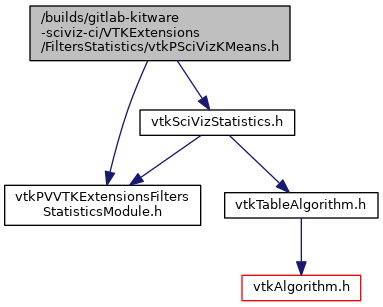 /builds/gitlab-kitware
-sciviz-ci/VTKExtensions
/FiltersStatistics/vtkPSciVizKMeans.h
vtkSciVizStatistics.h
vtkPVVTKExtensionsFilters
StatisticsModule.h
vtkTableAlgorithm.h
vtkAlgorithm.h